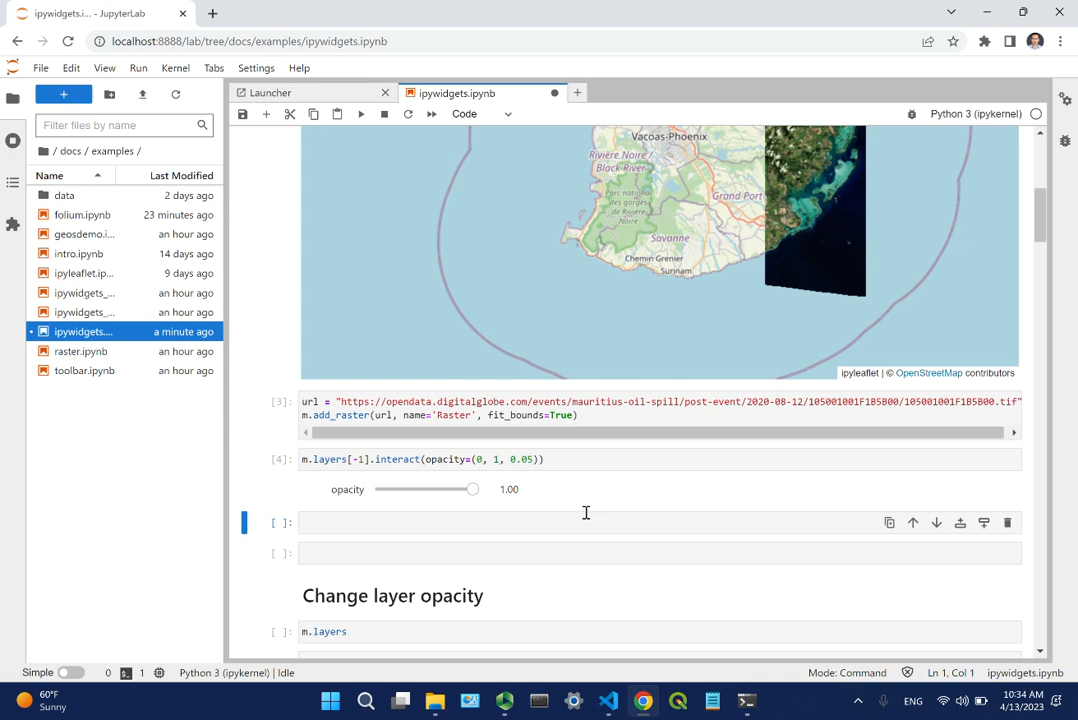 ipywidgets.i... - JupyterLab
localhost:8888/lab/tree/docs/examples/ipywidgets.ipynb
File Edit View Run Kernel Tabs Settings Help
Launcher
ipywidgets.ipynb
Code
Python 3 (ipykernel)
Filter files by name
/ docs / examples /
Name Last Modified
data 2 days ago
folium.ipynb 23 minutes ago
geosdemo.i... an hour ago
intro.ipynb 14 days ago
ipyleaflet.ip... 9 days ago
ipywidgets_... an hour ago
ipywidgets_... an hour ago
ipywidgets.... a minute ago
raster.ipynb an hour ago
toolbar.ipynb an hour ago
Vacoas-Phoenix
Rivière Noire / Black River
Parc national des gorges de Rivière Noire
Grand Port
Savanne
Chemin Grenier
Surinam
ipyleaflet | © OpenStreetMap contributors
[3]: url = "https://opendata.digitalglobe.com/events/mauritius-oil-spill/post-event/2020-08-12/105001001F1B5B00/105001001F1B5B00.tif"
m.add_raster(url, name='Raster', fit_bounds=True)
[4]: m.layers[-1].interact(opacity=(0, 1, 0.05))
opacity 1.00
[ ]:
[ ]:
Change layer opacity
[ ]: m.layers
Simple 0 1 Python 3 (ipykernel) | Idle Mode: Command Ln 1, Col 1 ipywidgets.ipynb
60°F
Sunny
ENG
10:34 AM
4/13/2023